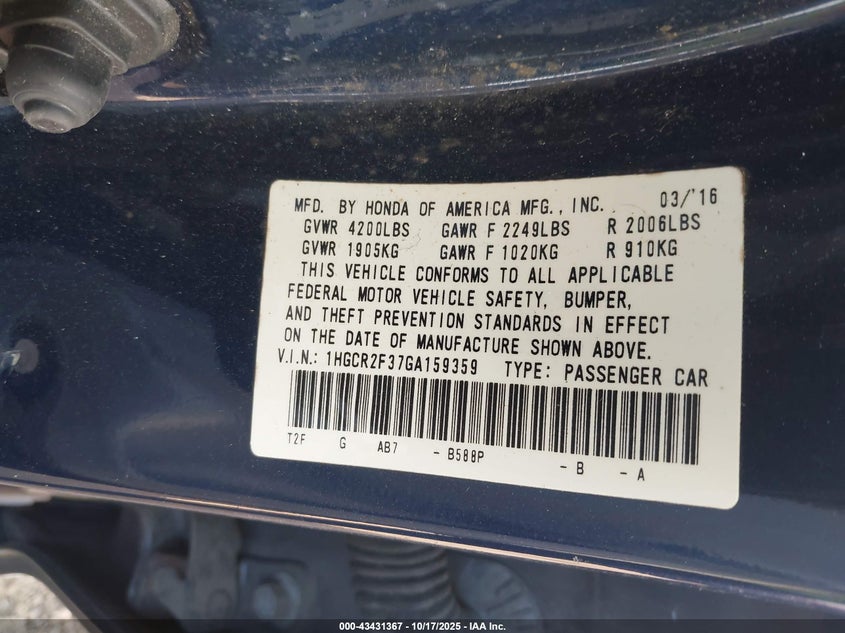 MFD. BY HONDA OF AMERICA MFG., INC. 03/'16
GVWR 4200LBS GAWR F 2249LBS R 2006LBS
GVWR 1905KG GAWR F 1020KG R 910KG
THIS VEHICLE CONFORMS TO ALL APPLICABLE
FEDERAL MOTOR VEHICLE SAFETY, BUMPER,
AND THEFT PREVENTION STANDARDS IN EFFECT
ON THE DATE OF MANUFACTURE SHOWN ABOVE.
V.I.N.: 1HGCR2F37GA159359 TYPE: PASSENGER CAR
T2F G AB7 - B588P - B - A
000-43431367 - 10/17/2025 - IAA Inc.